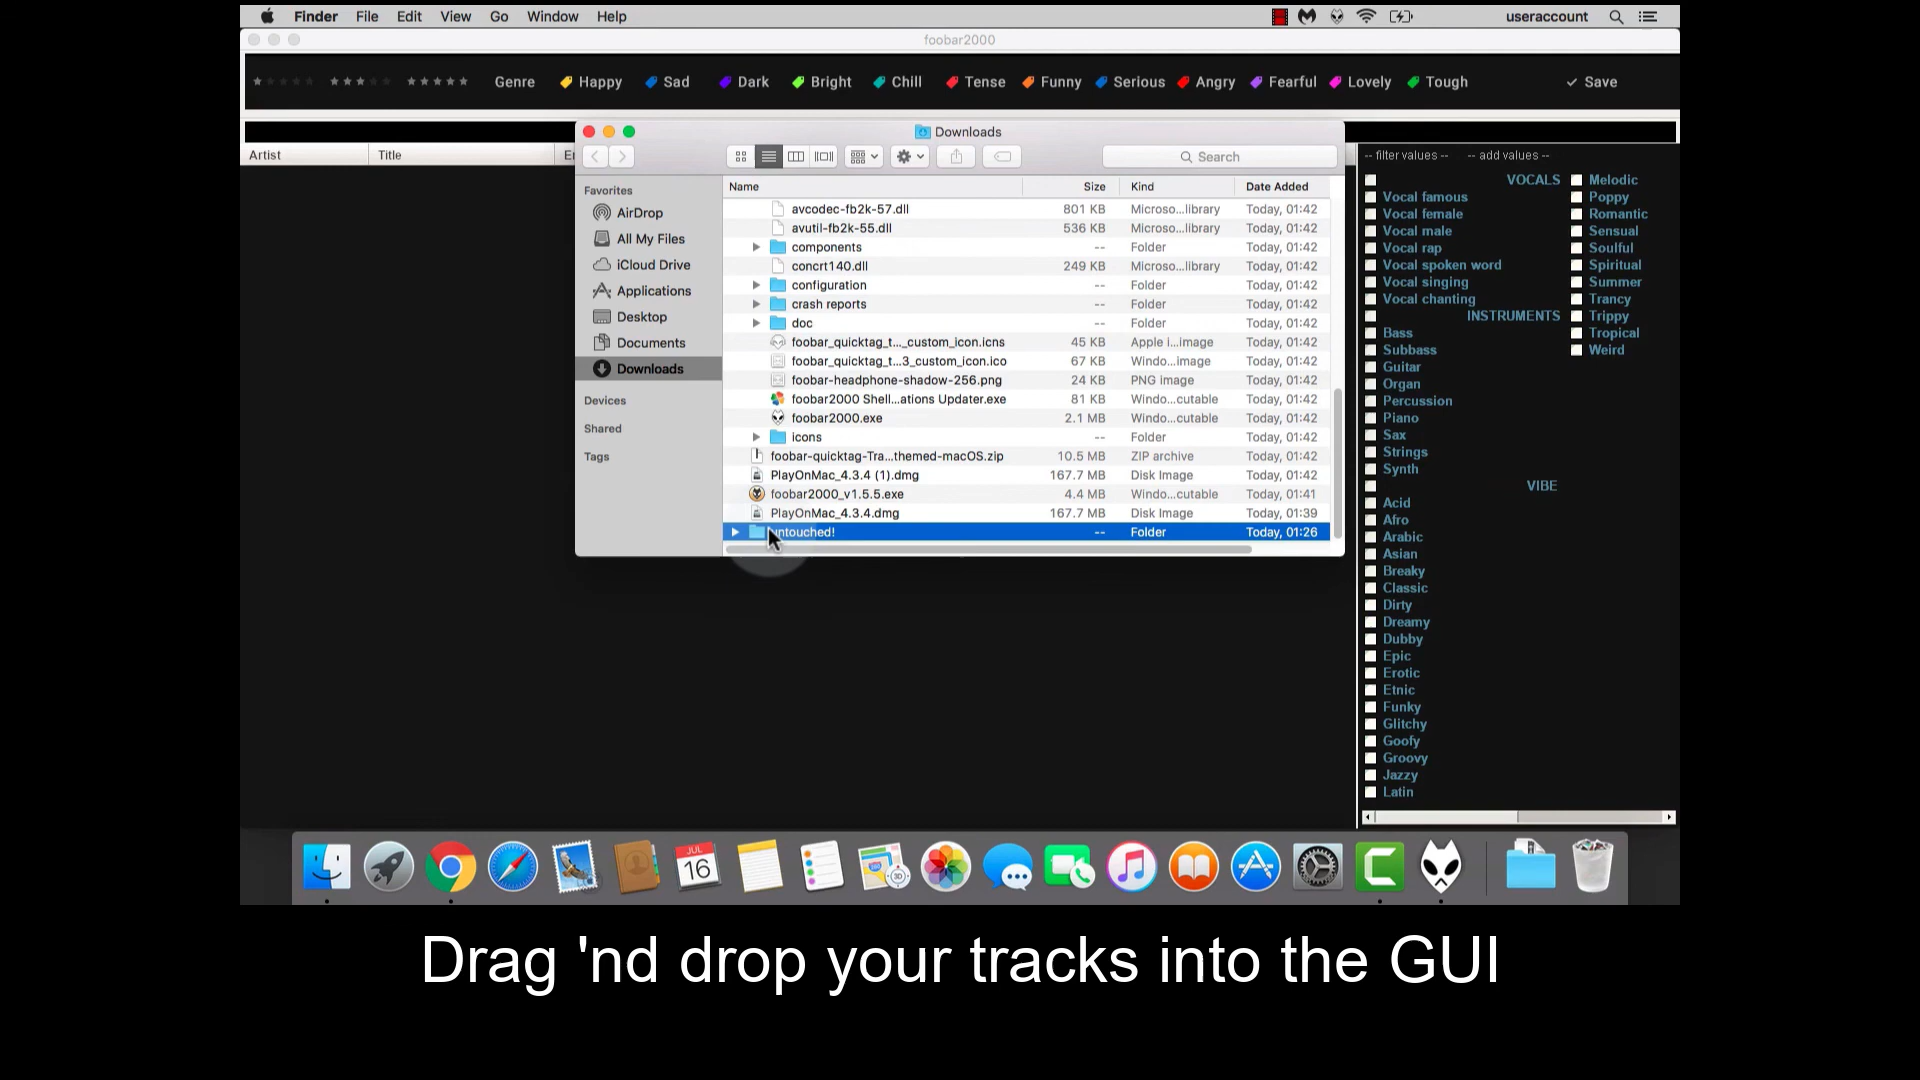 Finder File Edit View Go Window Help useraccount
foobar2000
Genre Happy Sad Dark Bright Chill Tense Funny Serious Angry Fearful Lovely Tough ✓ Save
Downloads
Search
Artist Title
-- filter values -- -- add values --
Favorites
AirDrop
All My Files
iCloud Drive
Applications
Desktop
Documents
Downloads
Devices
Shared
Tags
Name Size Kind Date Added
avcodec-fb2k-57.dll 801 KB Microso...library Today, 01:42
avutil-fb2k-55.dll 536 KB Microso...library Today, 01:42
components -- Folder Today, 01:42
concrt140.dll 249 KB Microso...library Today, 01:42
configuration -- Folder Today, 01:42
crash reports -- Folder Today, 01:42
doc -- Folder Today, 01:42
foobar_quicktag_t..._custom_icon.icns 45 KB Apple i...image Today, 01:42
foobar_quicktag_t...3_custom_icon.ico 67 KB Windo...image Today, 01:42
foobar-headphone-shadow-256.png 24 KB PNG image Today, 01:42
foobar2000 Shell...ations Updater.exe 81 KB Windo...cutable Today, 01:42
foobar2000.exe 2.1 MB Windo...cutable Today, 01:42
icons -- Folder Today, 01:42
foobar-quicktag-Tra...themed-macOS.zip 10.5 MB ZIP archive Today, 01:42
PlayOnMac_4.3.4 (1).dmg 167.7 MB Disk Image Today, 01:42
foobar2000_v1.5.5.exe 4.4 MB Windo...cutable Today, 01:41
PlayOnMac_4.3.4.dmg 167.7 MB Disk Image Today, 01:39
-- Folder Today, 01:26
VOCALS
Vocal famous
Vocal female
Vocal male
Vocal rap
Vocal spoken word
Vocal singing
Vocal chanting
INSTRUMENTS
Bass
Subbass
Guitar
Organ
Percussion
Piano
Sax
Strings
Synth
VIBE
Acid
Afro
Arabic
Asian
Breaky
Classic
Dirty
Dreamy
Dubby
Epic
Erotic
Etnic
Funky
Glitchy
Goofy
Groovy
Jazzy
Latin
Melodic
Poppy
Romantic
Sensual
Soulful
Spiritual
Summer
Trancy
Trippy
Tropical
Weird
JUL
16
3D
Drag 'nd drop your tracks into the GUI